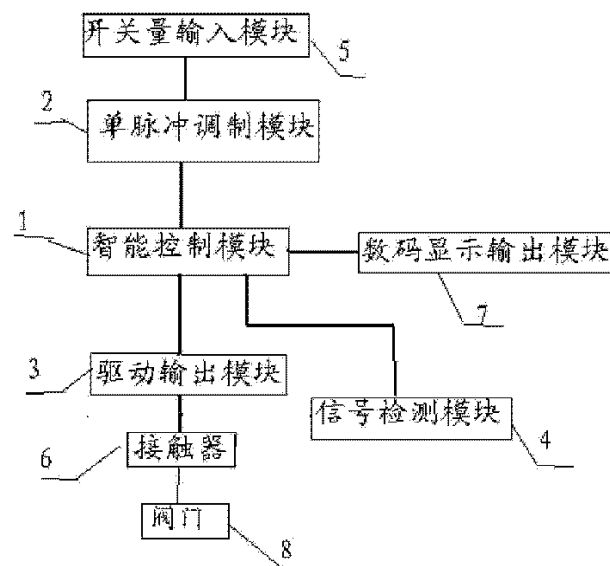 开关量输入模块
5
2
单脉冲调制模块
1
智能控制模块
数码显示输出模块
7
3
驱动输出模块
信号检测模块
4
6
接触器
阀门
8